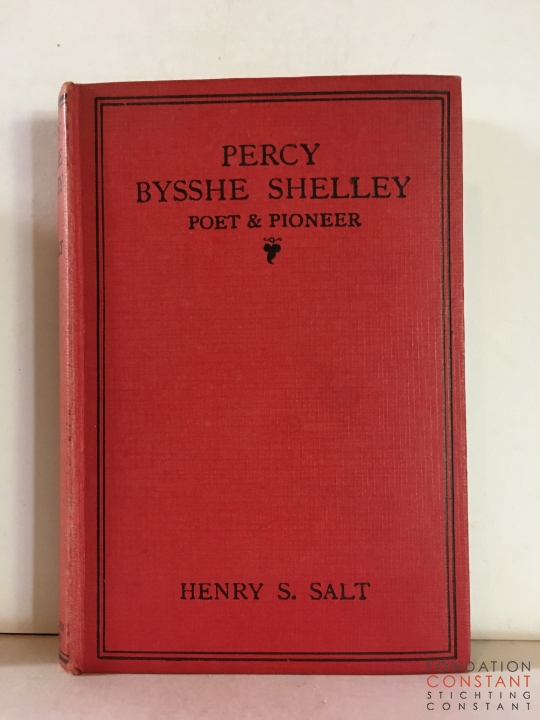 PERCY
BYSSHE SHELLEY
POET & PIONEER
HENRY S. SALT
FONDATION
CONSTANT
STICHTING
CONSTANT